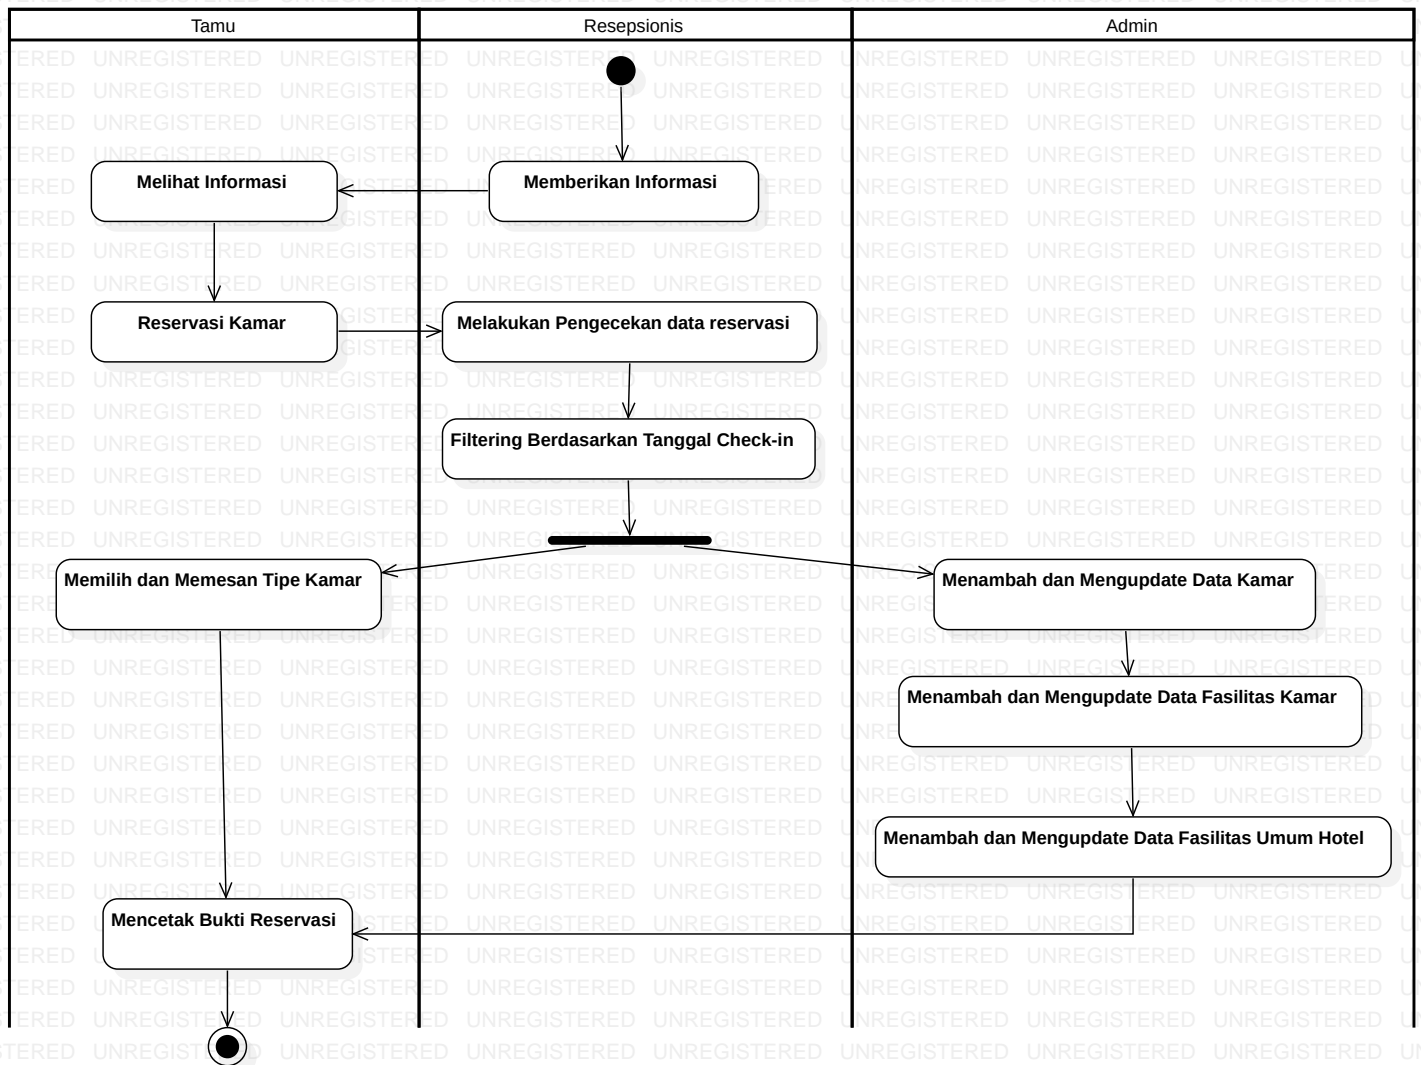 Tamu
Resepsionis
Admin
Melihat Informasi
Memberikan Informasi
Reservasi Kamar
Melakukan Pengecekan data reservasi
Filtering Berdasarkan Tanggal Check-in
Memilih dan Memesan Tipe Kamar
Menambah dan Mengupdate Data Kamar
Menambah dan Mengupdate Data Fasilitas Kamar
Menambah dan Mengupdate Data Fasilitas Umum Hotel
Mencetak Bukti Reservasi
UNREGISTERED